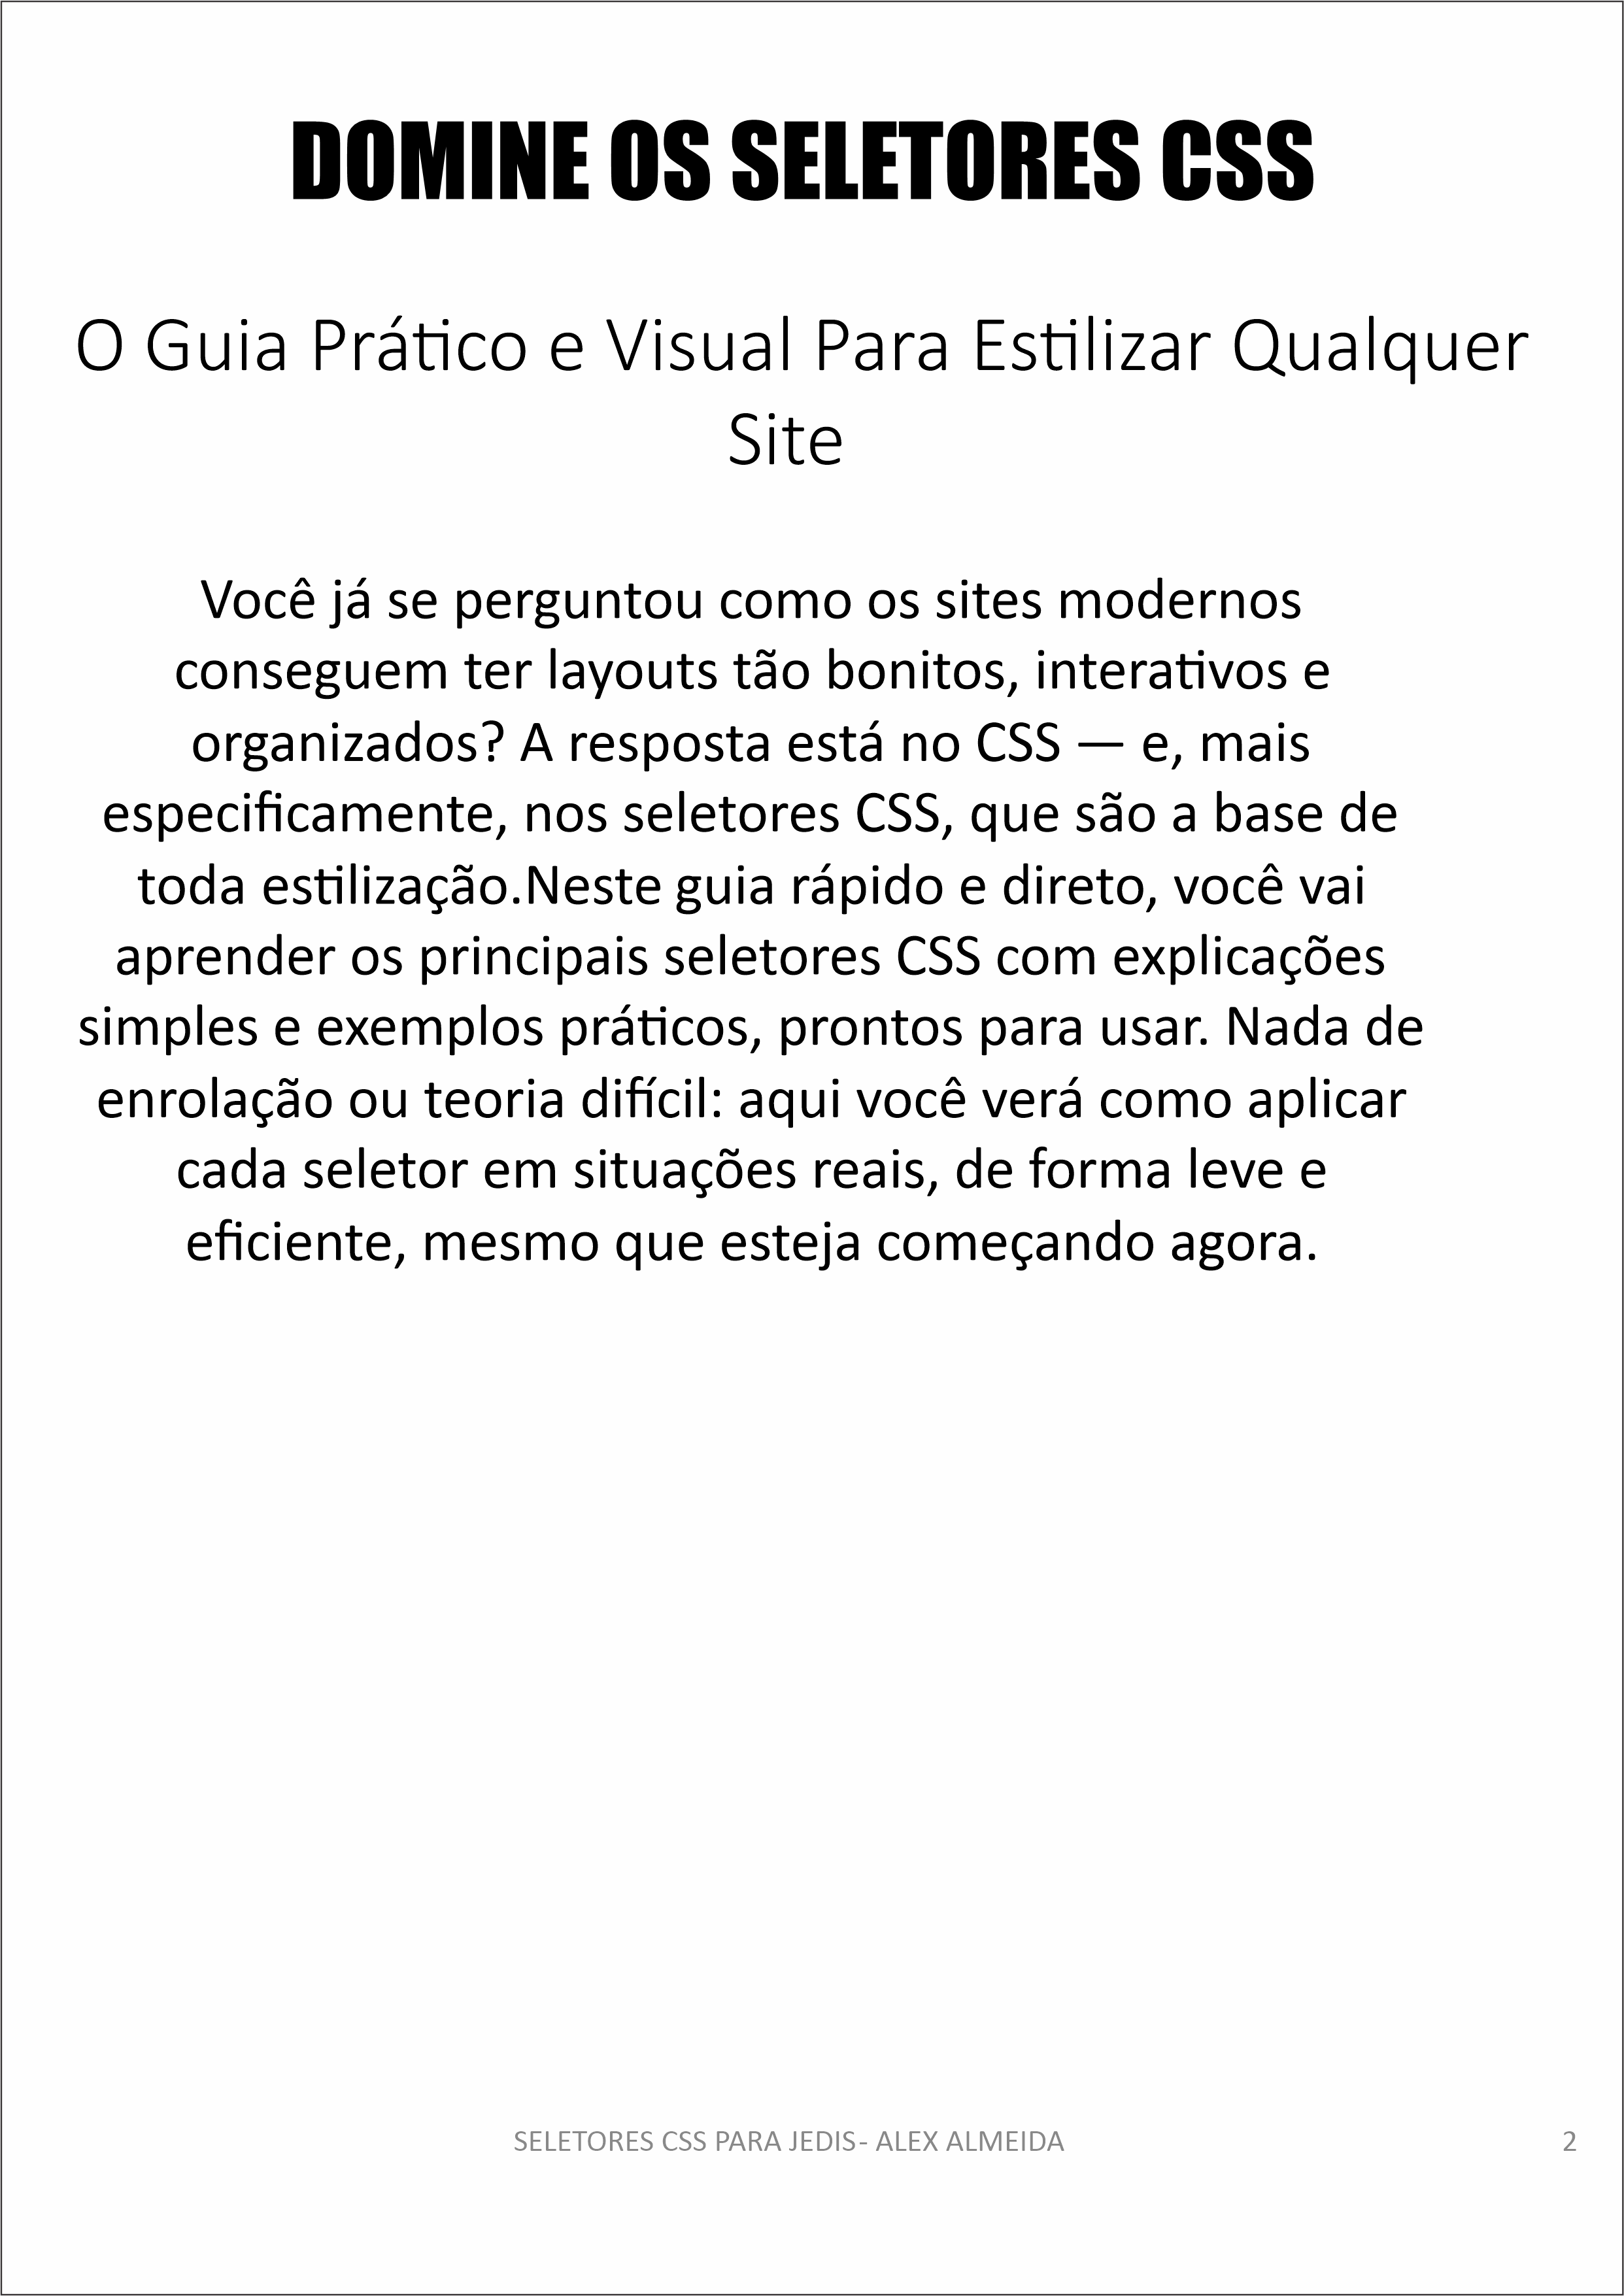 DOMINE OS SELETORES CSS
O Guia Prático e Visual Para Estilizar Qualquer
Site
Você já se perguntou como os sites modernos
conseguem ter layouts tão bonitos, interativos e
organizados? A resposta está no CSS — e, mais
especificamente, nos seletores CSS, que são a base de
toda estilização.Neste guia rápido e direto, você vai
aprender os principais seletores CSS com explicações
simples e exemplos práticos, prontos para usar. Nada de
enrolação ou teoria difícil: aqui você verá como aplicar
cada seletor em situações reais, de forma leve e
eficiente, mesmo que esteja começando agora.
SELETORES CSS PARA JEDIS- ALEX ALMEIDA
2